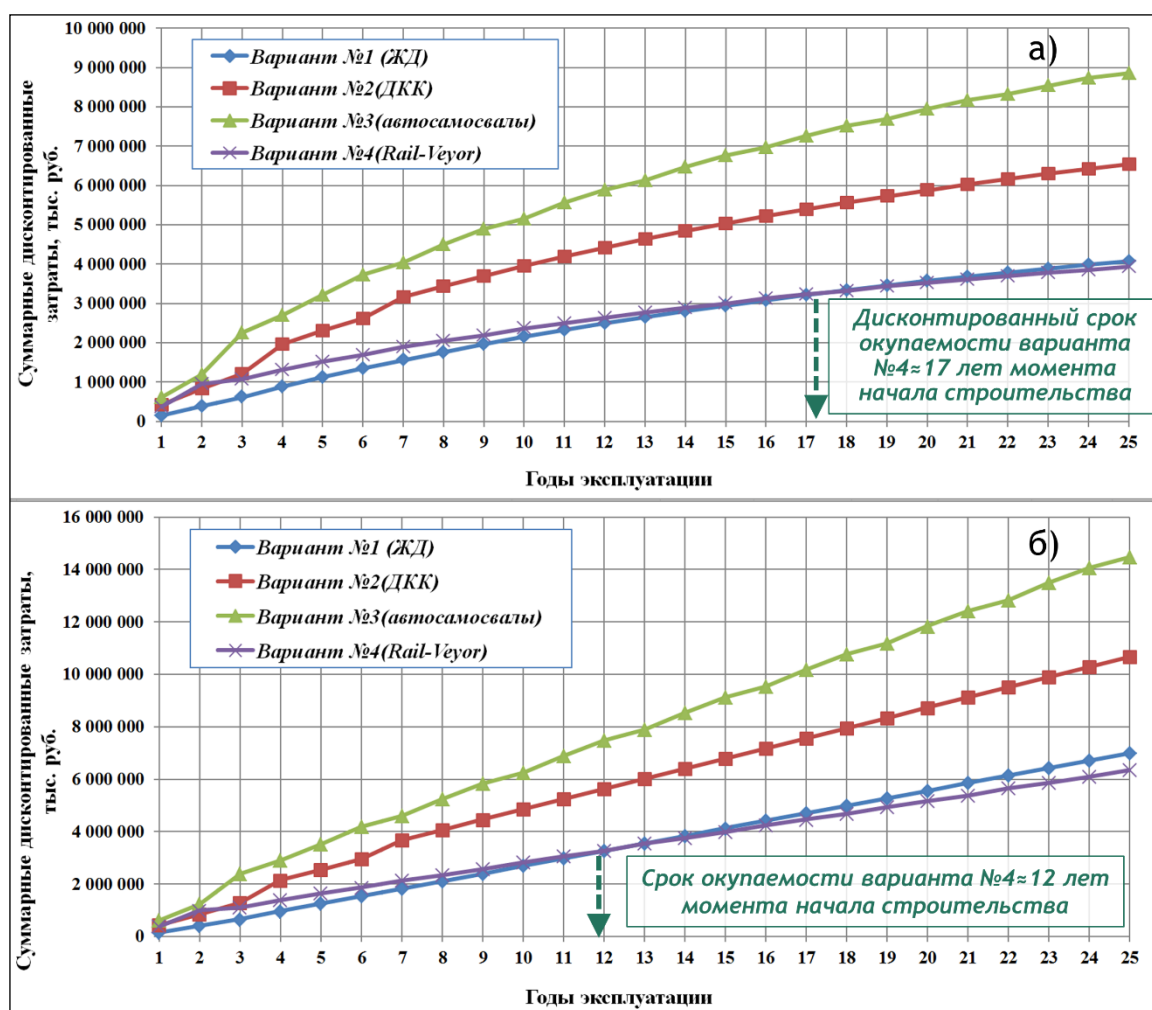 Суммарные дисконтированные
затраты, тыс. руб.
10 000 000
9 000 000
8 000 000
7 000 000
6 000 000
5 000 000
4 000 000
3 000 000
2 000 000
1 000 000
0
Вариант №1 (ЖД)
Вариант №2(ДКК)
Вариант №3(автосамосвалы)
Вариант №4(Rail-Veyor)
а)
Дисконтированный срок
окупаемости варианта
№4≈17 лет момента
начала строительства
1 2 3 4 5 6 7 8 9 10 11 12 13 14 15 16 17 18 19 20 21 22 23 24 25
Годы эксплуатации
Суммарные дисконтированные затраты,
тыс. руб.
16 000 000
14 000 000
12 000 000
10 000 000
8 000 000
6 000 000
4 000 000
2 000 000
0
Вариант №1 (ЖД)
Вариант №2(ДКК)
Вариант №3(автосамосвалы)
Вариант №4(Rail-Veyor)
б)
Срок окупаемости варианта №4≈12 лет
момента начала строительства
1 2 3 4 5 6 7 8 9 10 11 12 13 14 15 16 17 18 19 20 21 22 23 24 25
Годы эксплуатации